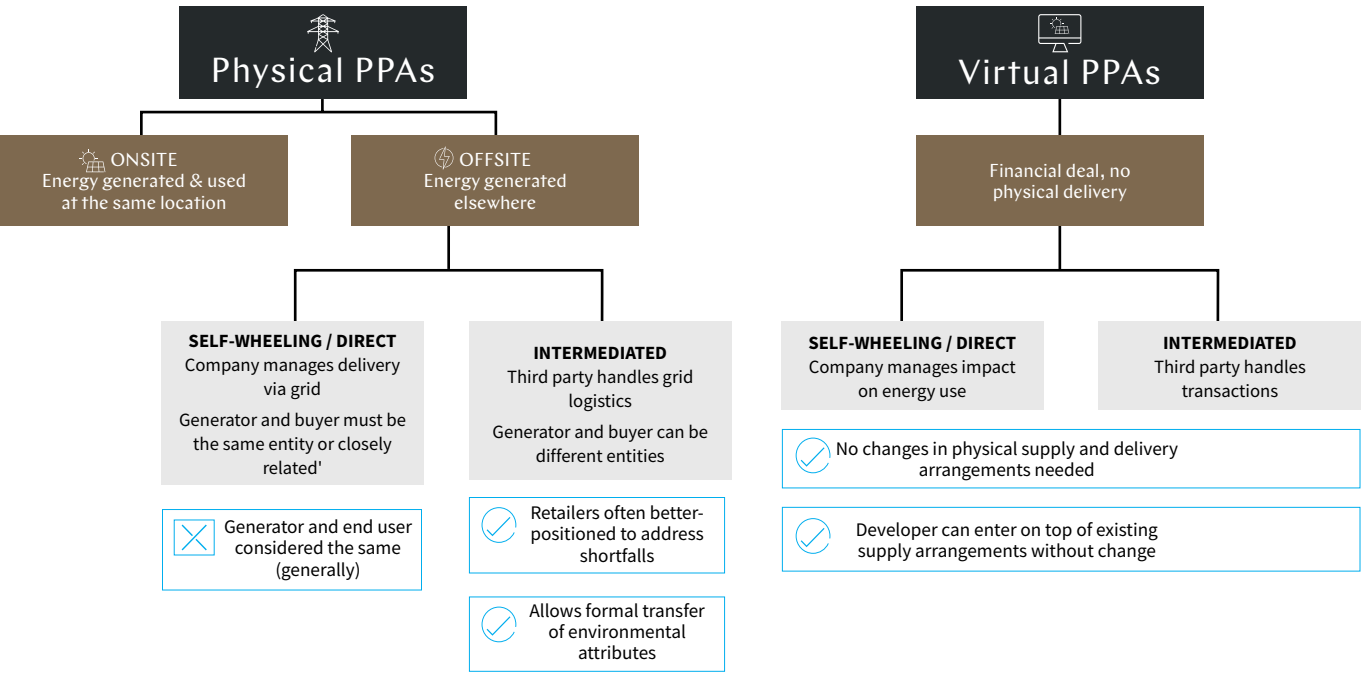 Physical PPAs
ONSITE
Energy generated & used
at the same location
OFFSITE
Energy generated
elsewhere
SELF-WHEELING / DIRECT
Company manages delivery
via grid
Generator and buyer must be
the same entity or closely
related'
Generator and end user
considered the same
(generally)
INTERMEDIATED
Third party handles grid
logistics
Generator and buyer can be
different entities
Retailers often better-
positioned to address
shortfalls
Allows formal transfer
of environmental
attributes
Virtual PPAs
Financial deal, no
physical delivery
SELF-WHEELING / DIRECT
Company manages impact
on energy use
INTERMEDIATED
Third party handles
transactions
No changes in physical supply and delivery
arrangements needed
Developer can enter on top of existing
supply arrangements without change